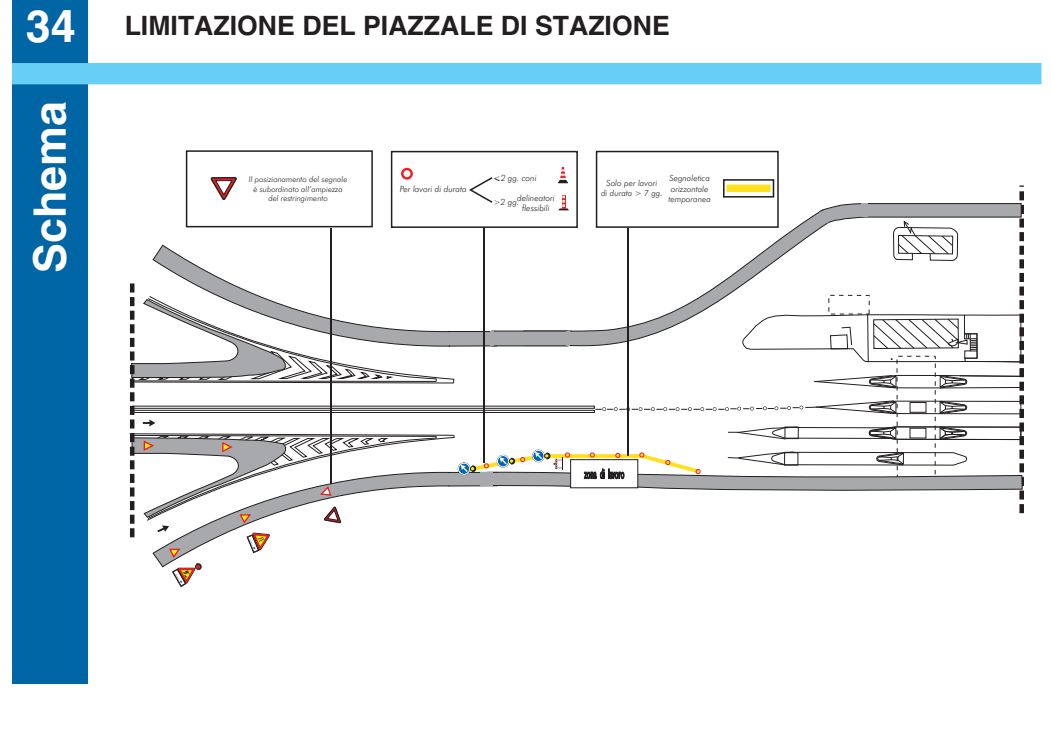 34
LIMITAZIONE DEL PIAZZALE DI STAZIONE
Schema
Il posizionamento del segnale
è subordinato all'ampiezza
del restringimento
Per lavori di durata
<2 gg. coni
>2 gg. delineatori
flessibili
Solo per lavori
di durata > 7 gg.
Segnaletica
orizzontale
temporanea
zona di lavoro